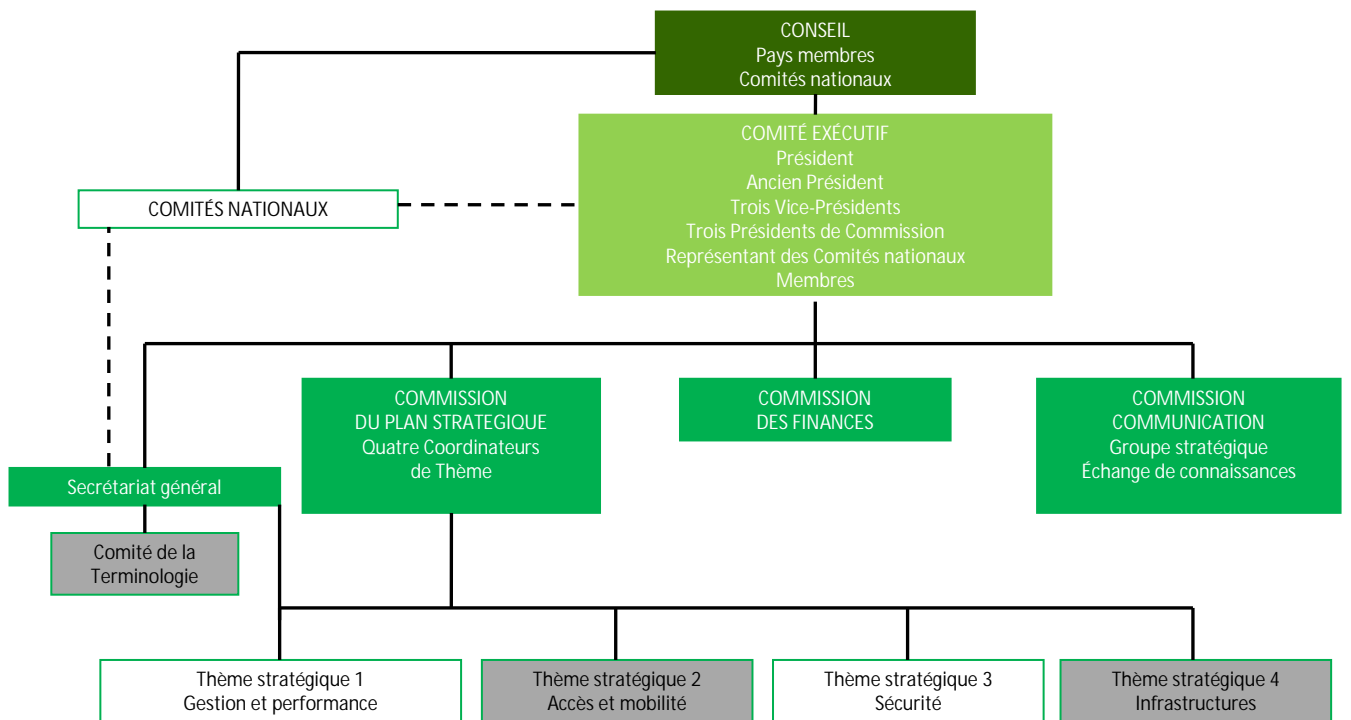 CONSEIL
Pays membres
Comités nationaux
COMITÉ EXÉCUTIF
Président
Ancien Président
Trois Vice-Présidents
Trois Présidents de Commission
Représentant des Comités nationaux
Membres
COMITÉS NATIONAUX
COMMISSION
DU PLAN STRATEGIQUE
Quatre Coordinateurs
de Thème
COMMISSION
DES FINANCES
COMMISSION
COMMUNICATION
Groupe stratégique
Échange de connaissances
Secrétariat général
Comité de la
Terminologie
Thème stratégique 1
Gestion et performance
Thème stratégique 2
Accès et mobilité
Thème stratégique 3
Sécurité
Thème stratégique 4
Infrastructures